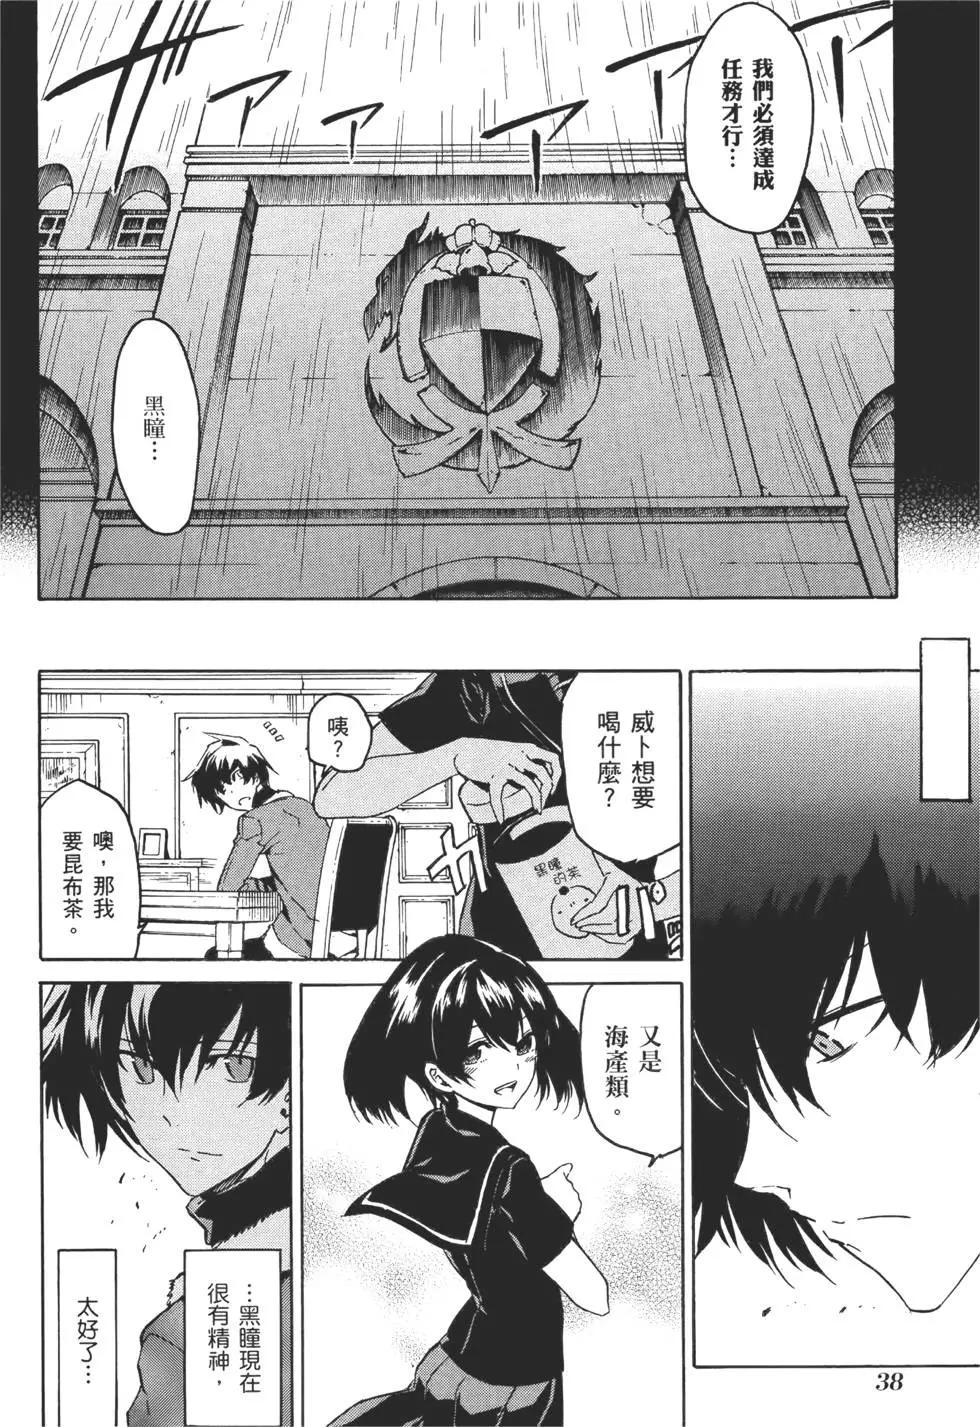 我們必須達成
任務才行…
ザァァァァ
黑瞳…
威卜想要
喝什麼？
黑瞳
的茶
咦？
噢，那我
要昆布茶。
又是
海產類。
…黑瞳現在
很有精神，
太好了…
38